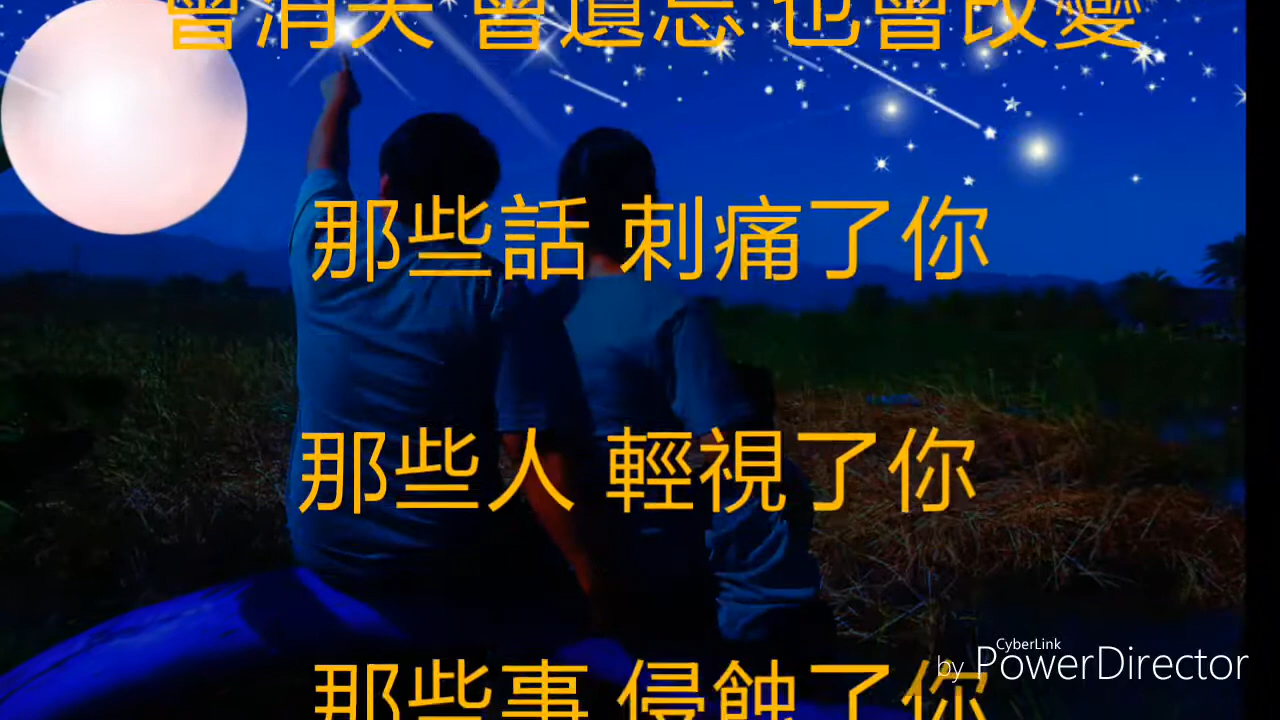 曾消失 曾遺忘 也曾改變
那些話 刺痛了你
那些人 輕視了你
那些事 侵蝕了你
CyberLink
by PowerDirector